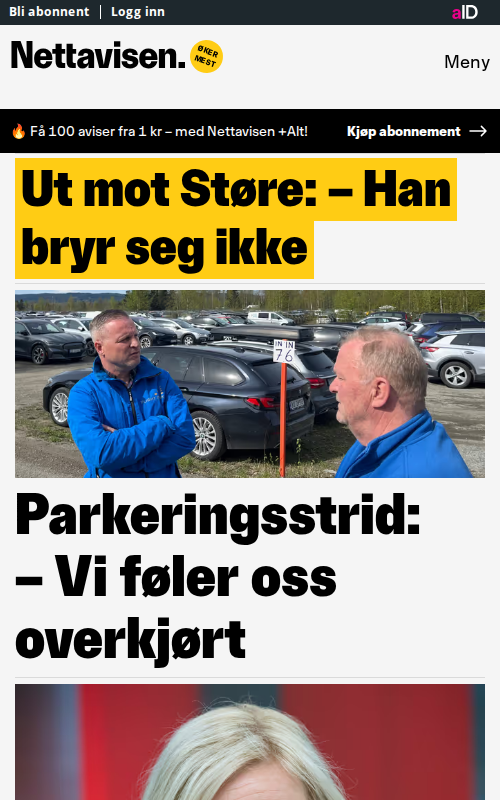 Bli abonnent Logg inn aID
Nettavisen. ØKER MEST
Meny
Få 100 aviser fra 1 kr – med Nettavisen +Alt! Kjøp abonnement →
Ut mot Støre: – Han
bryr seg ikke
IN IN
76
Parkeringsstrid:
– Vi føler oss
overkjørt